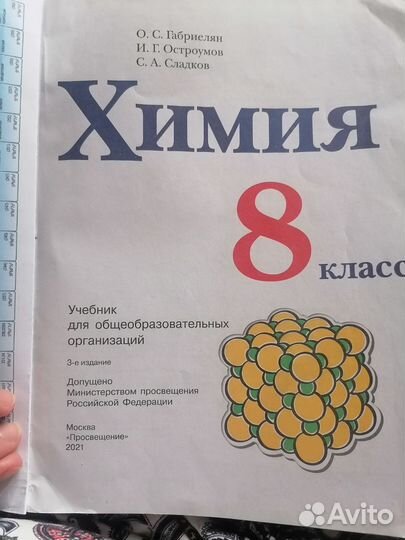 О. С. Габриелян
И. Г. Остроумов
С. А. Сладков
Химия
8 класс
Учебник
для общеобразовательных
организаций
3-е издание
Допущено
Министерством просвещения
Российской Федерации
Москва
«Просвещение»
2021
Avito